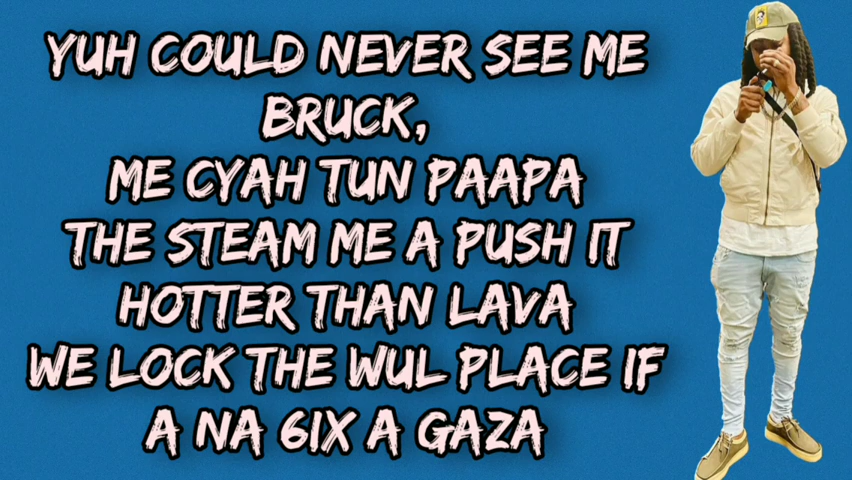 YUH COULD NEVER SEE ME
BRUCK,
ME CYAH TUN PAAPA
THE STEAM ME A PUSH IT
HOTTER THAN LAVA
WE LOCK THE WUL PLACE IF
A NA 6IX A GAZA